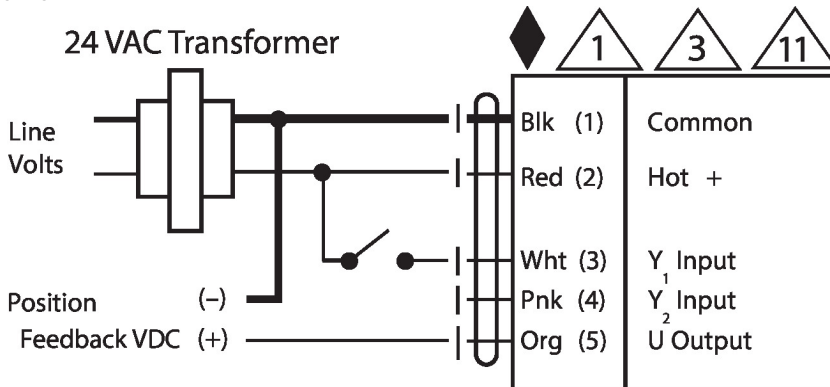 24 VAC Transformer
1 3 11
Line
Volts
Blk (1) Common
Red (2) Hot +
Wht (3) Y1 Input
Pnk (4) Y2 Input
Org (5) U Output
Position (–)
Feedback VDC (+)